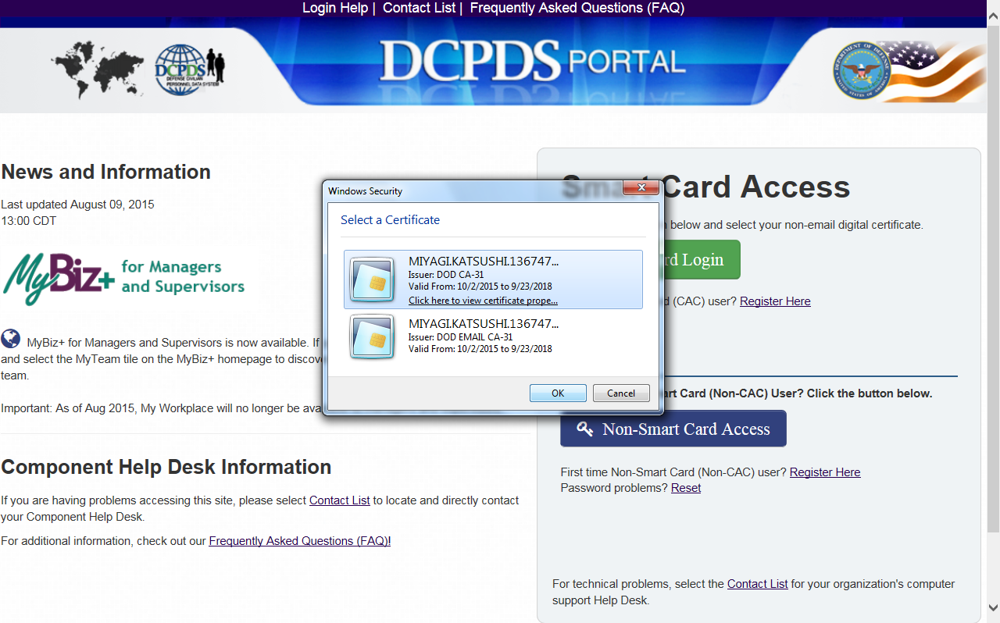 Login Help | Contact List | Frequently Asked Questions (FAQ)
DCPDS PORTAL
DCPDS
DEFENSE CIVILIAN
PERSONNEL DATA SYSTEM
DEPARTMENT OF DEFENSE
UNITED STATES OF AMERICA
News and Information
Last updated August 09, 2015
13:00 CDT
MyBiz+ for Managers
and Supervisors
MyBiz+ for Managers and Supervisors is now available. If
and select the MyTeam tile on the MyBiz+ homepage to discove
team.
Important: As of Aug 2015, My Workplace will no longer be ava
Component Help Desk Information
If you are having problems accessing this site, please select Contact List to locate and directly contact
your Component Help Desk.
For additional information, check out our Frequently Asked Questions (FAQ)!
Windows Security
Select a Certificate
MIYAGI.KATSUSHI.136747...
Issuer: DOD CA-31
Valid From: 10/2/2015 to 9/23/2018
Click here to view certificate prope...
MIYAGI.KATSUSHI.136747...
Issuer: DOD EMAIL CA-31
Valid From: 10/2/2015 to 9/23/2018
OK
Cancel
Smart Card Access
below and select your non-email digital certificate.
rd Login
(CAC) user? Register Here
art Card (Non-CAC) User? Click the button below.
Non-Smart Card Access
First time Non-Smart Card (Non-CAC) user? Register Here
Password problems? Reset
For technical problems, select the Contact List for your organization's computer
support Help Desk.